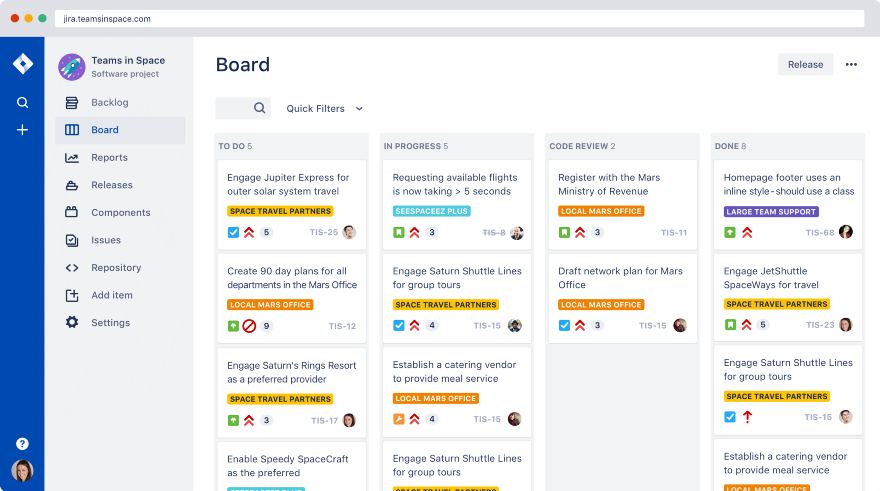 jira.teamsinspace.com
Teams in Space
Software project
Backlog
Board
Reports
Releases
Components
Issues
Repository
Add item
Settings
?
Board
Release
Quick Filters
TO DO 5
Engage Jupiter Express for
outer solar system travel
SPACE TRAVEL PARTNERS
5 TIS-25
Create 90 day plans for all
departments in the Mars Office
LOCAL MARS OFFICE
9 TIS-12
Engage Saturn's Rings Resort
as a preferred provider
SPACE TRAVEL PARTNERS
3 TIS-17
Enable Speedy SpaceCraft
as the preferred
SEESPACEEZ PLUS
IN PROGRESS 5
Requesting available flights
is now taking > 5 seconds
SEESPACEEZ PLUS
3 TIS-8
Engage Saturn Shuttle Lines
for group tours
SPACE TRAVEL PARTNERS
4 TIS-15
Establish a catering vendor
to provide meal service
LOCAL MARS OFFICE
4 TIS-15
Engage Saturn Shuttle Lines
for group tours
SPACE TRAVEL PARTNERS
CODE REVIEW 2
Register with the Mars
Ministry of Revenue
LOCAL MARS OFFICE
3 TIS-11
Draft network plan for Mars
Office
LOCAL MARS OFFICE
3 TIS-15
DONE 8
Homepage footer uses an
inline style-should use a class
LARGE TEAM SUPPORT
TIS-68
Engage JetShuttle
SpaceWays for travel
SPACE TRAVEL PARTNERS
5 TIS-23
Engage Saturn Shuttle Lines
for group tours
SPACE TRAVEL PARTNERS
TIS-15
Establish a catering vendor
to provide meal service
LOCAL MARS OFFICE